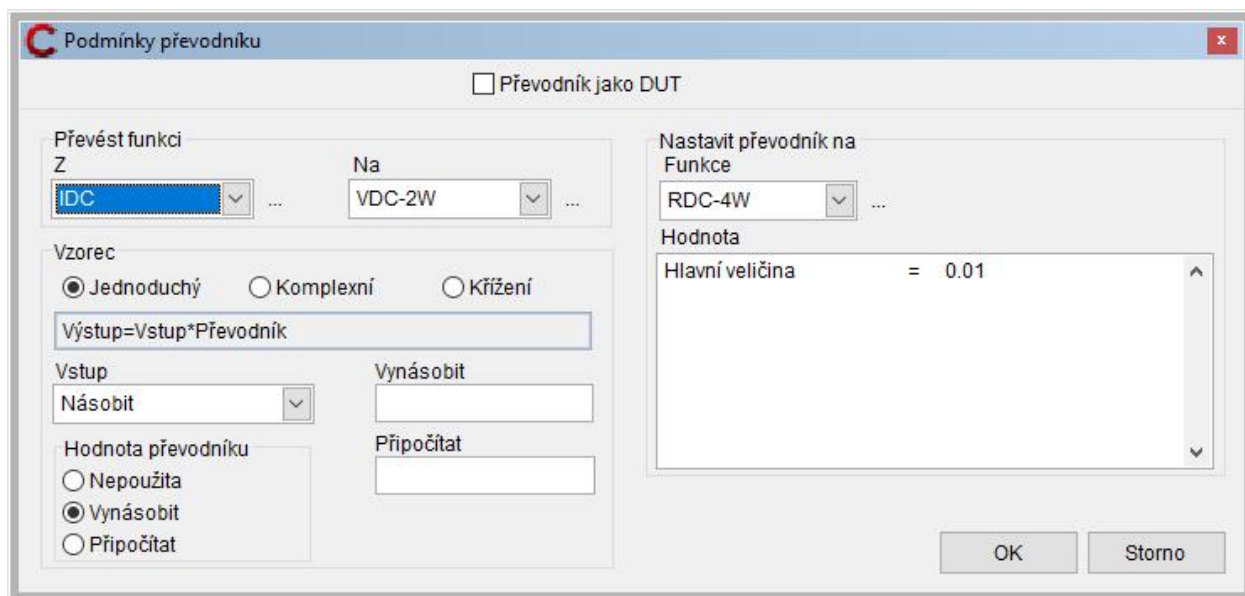 Podmínky převodníku
Převodník jako DUT
Převést funkci
Z Na
IDC ... VDC-2W ...
Nastavit převodník na
Funkce
RDC-4W ...
Hodnota
Hlavní veličina = 0.01
Vzorec
Jednoduchý Komplexní Křížení
Výstup=Vstup*Převodník
Vstup Vynásobit
Násobit
Hodnota převodníku
Nepoužita
Vynásobit
Připočítat
Připočítat
OK Storno